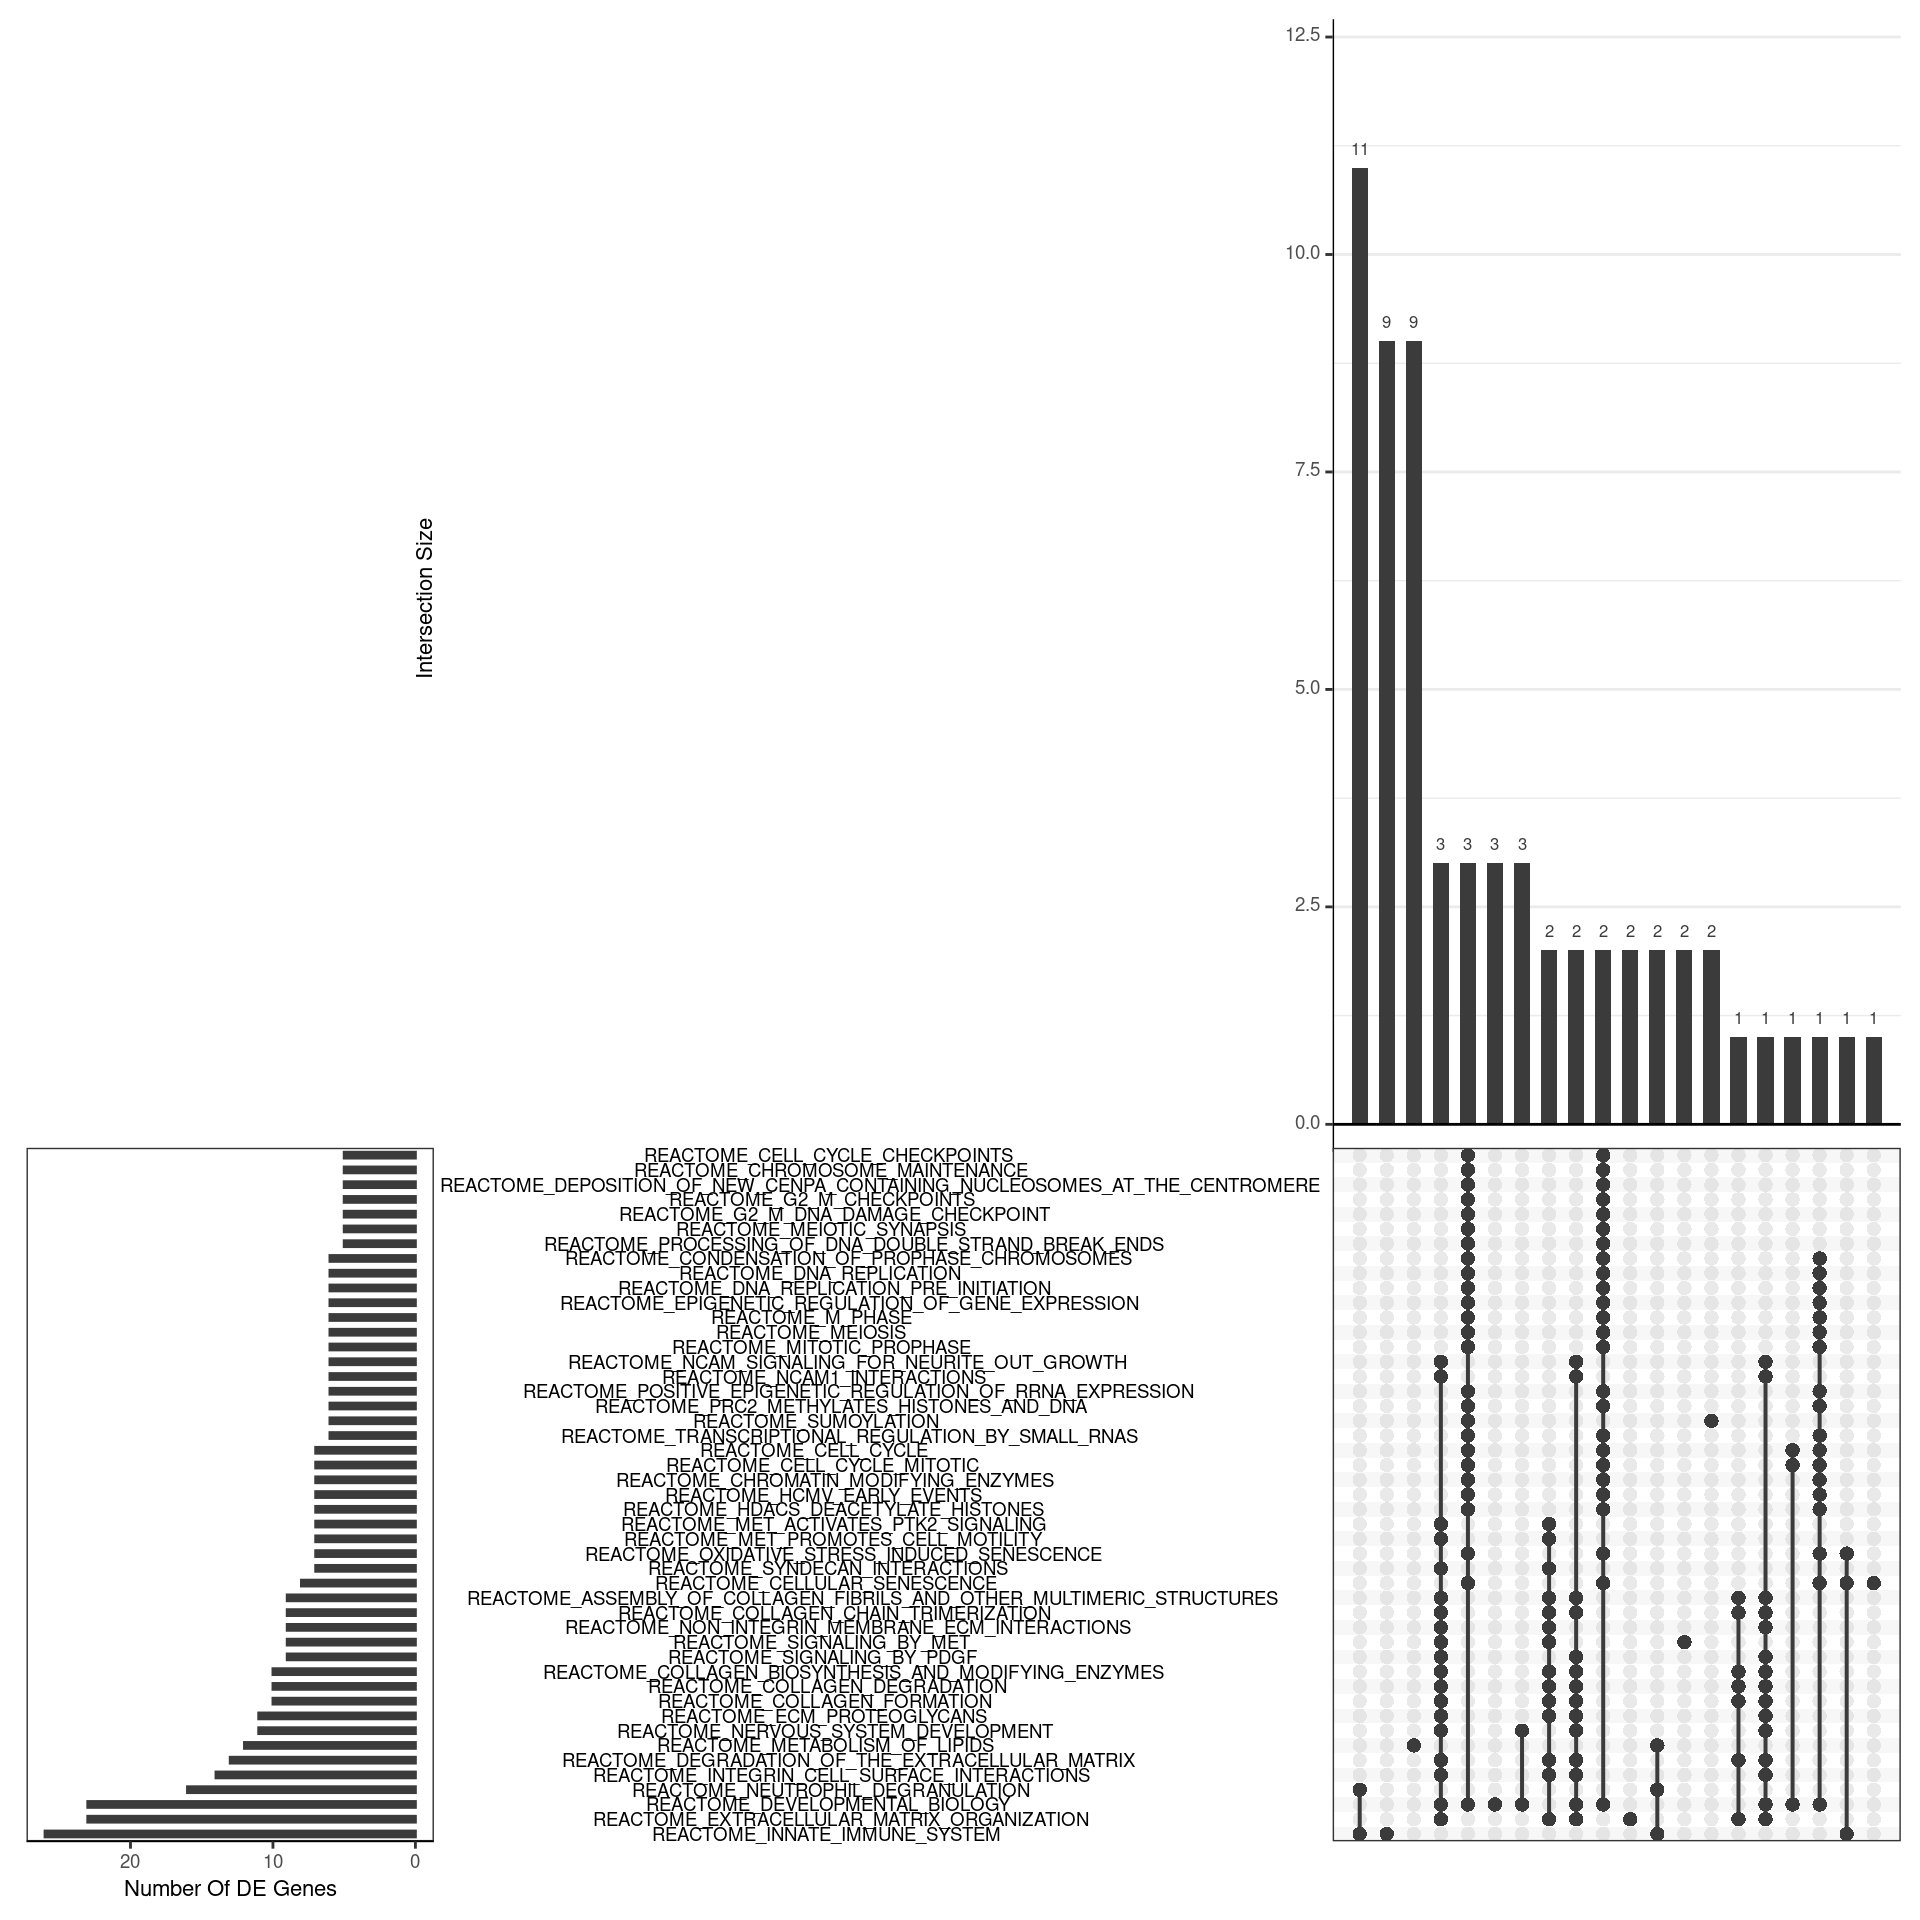 12.5
10.0
7.5
5.0
2.5
0.0
Intersection Size
11
9
9
3
3
3
3
2
2
2
2
2
2
2
1
1
1
1
1
1
REACTOME_CELL_CYCLE_CHECKPOINTS
REACTOME_CHROMOSOME_MAINTENANCE
REACTOME_DEPOSITION_OF_NEW_CENPA_CONTAINING_NUCLEOSOMES_AT_THE_CENTROMERE
REACTOME_G2_M_CHECKPOINTS
REACTOME_G2_M_DNA_DAMAGE_CHECKPOINT
REACTOME_MEIOTIC_SYNAPSIS
REACTOME_PROCESSING_OF_DNA_DOUBLE_STRAND_BREAK_ENDS
REACTOME_CONDENSATION_OF_PROPHASE_CHROMOSOMES
REACTOME_DNA_REPLICATION
REACTOME_DNA_REPLICATION_PRE_INITIATION
REACTOME_EPIGENETIC_REGULATION_OF_GENE_EXPRESSION
REACTOME_M_PHASE
REACTOME_MEIOSIS
REACTOME_MITOTIC_PROPHASE
REACTOME_NCAM_SIGNALING_FOR_NEURITE_OUT_GROWTH
REACTOME_NCAM1_INTERACTIONS
REACTOME_POSITIVE_EPIGENETIC_REGULATION_OF_RRNA_EXPRESSION
REACTOME_PRC2_METHYLATES_HISTONES_AND_DNA
REACTOME_SUMOYLATION
REACTOME_TRANSCRIPTIONAL_REGULATION_BY_SMALL_RNAS
REACTOME_CELL_CYCLE
REACTOME_CELL_CYCLE_MITOTIC
REACTOME_CHROMATIN_MODIFYING_ENZYMES
REACTOME_HCMV_EARLY_EVENTS
REACTOME_HDACS_DEACETYLATE_HISTONES
REACTOME_MET_ACTIVATES_PTK2_SIGNALING
REACTOME_MET_PROMOTES_CELL_MOTILITY
REACTOME_OXIDATIVE_STRESS_INDUCED_SENESCENCE
REACTOME_SYNDECAN_INTERACTIONS
REACTOME_CELLULAR_SENESCENCE
REACTOME_ASSEMBLY_OF_COLLAGEN_FIBRILS_AND_OTHER_MULTIMERIC_STRUCTURES
REACTOME_COLLAGEN_CHAIN_TRIMERIZATION
REACTOME_NON_INTEGRIN_MEMBRANE_ECM_INTERACTIONS
REACTOME_SIGNALING_BY_MET
REACTOME_SIGNALING_BY_PDGF
REACTOME_COLLAGEN_BIOSYNTHESIS_AND_MODIFYING_ENZYMES
REACTOME_COLLAGEN_DEGRADATION
REACTOME_COLLAGEN_FORMATION
REACTOME_ECM_PROTEOGLYCANS
REACTOME_NERVOUS_SYSTEM_DEVELOPMENT
REACTOME_METABOLISM_OF_LIPIDS
REACTOME_DEGRADATION_OF_THE_EXTRACELLULAR_MATRIX
REACTOME_INTEGRIN_CELL_SURFACE_INTERACTIONS
REACTOME_NEUTROPHIL_DEGRANULATION
REACTOME_DEVELOPMENTAL_BIOLOGY
REACTOME_EXTRACELLULAR_MATRIX_ORGANIZATION
REACTOME_INNATE_IMMUNE_SYSTEM
20
10
0
Number Of DE Genes